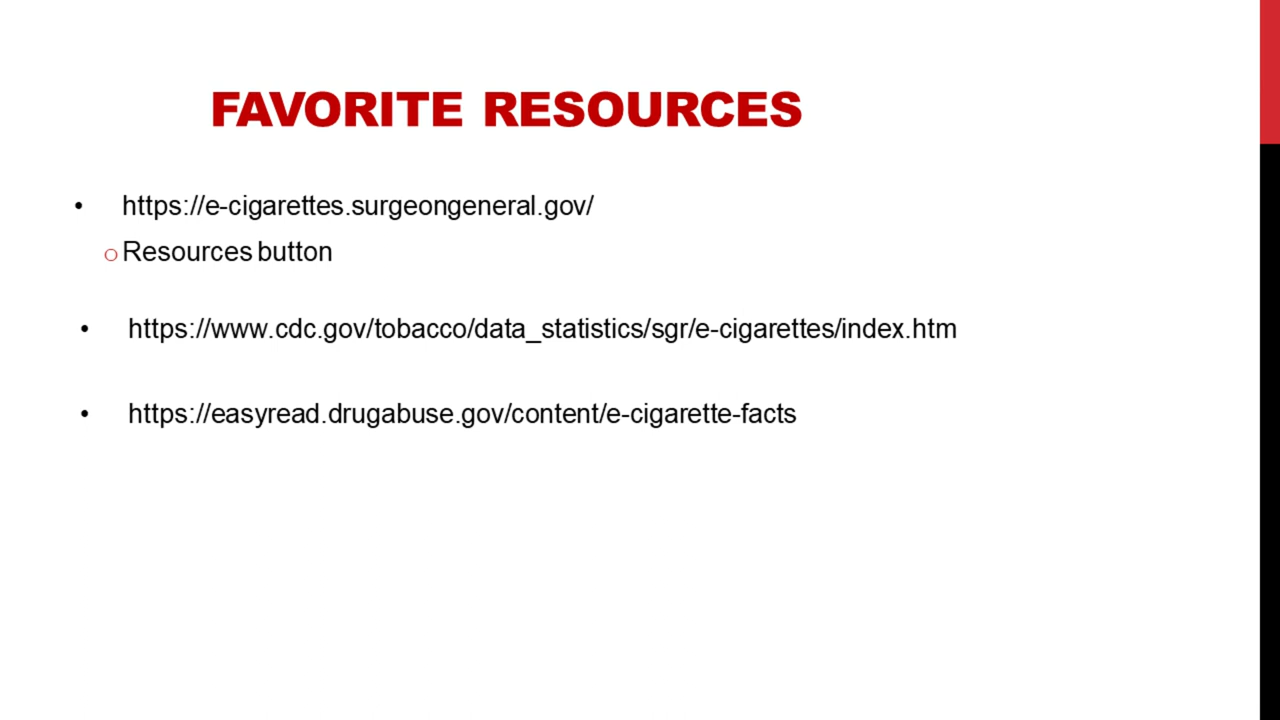 FAVORITE RESOURCES
• https://e-cigarettes.surgeongeneral.gov/
o Resources button
• https://www.cdc.gov/tobacco/data_statistics/sgr/e-cigarettes/index.htm
• https://easyread.drugabuse.gov/content/e-cigarette-facts